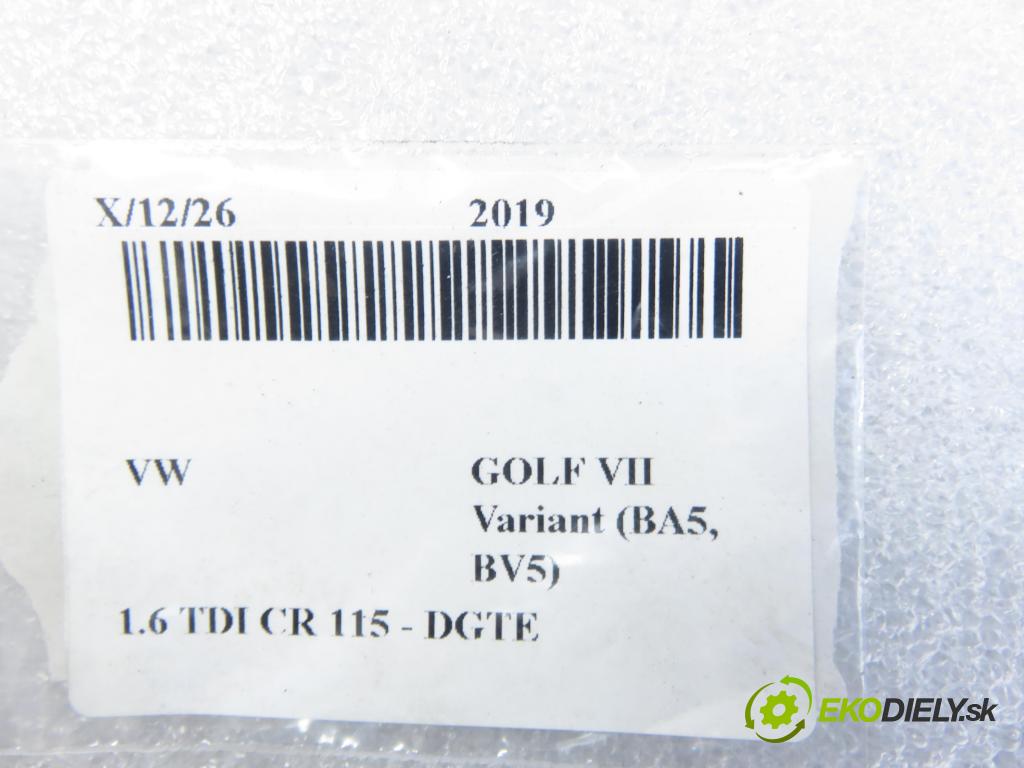 X/12/26 2019
VW GOLF VII
Variant (BA5,
BV5)
1.6 TDI CR 115 - DGTE
EKODIELY.sk